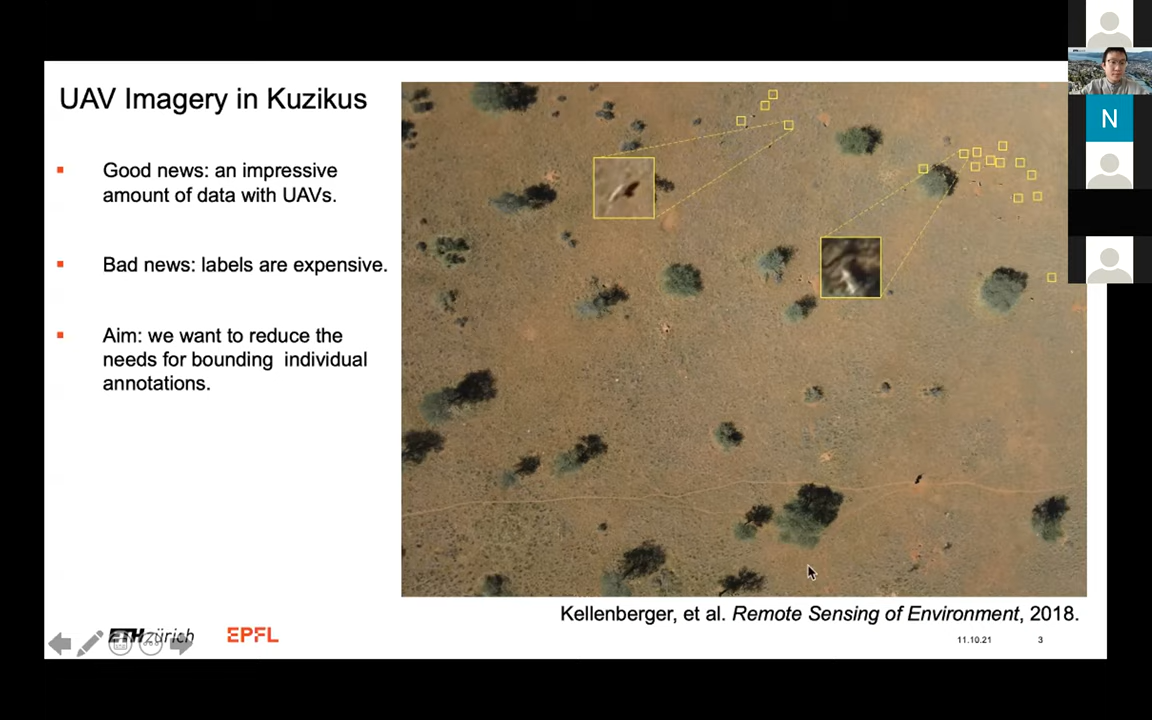 UAV Imagery in Kuzikus
Good news: an impressive
amount of data with UAVs.
Bad news: labels are expensive.
Aim: we want to reduce the
needs for bounding  individual
annotations.
Kellenberger, et al. Remote Sensing of Environment, 2018.
ETH zürich
EPFL
11.10.21
3
N